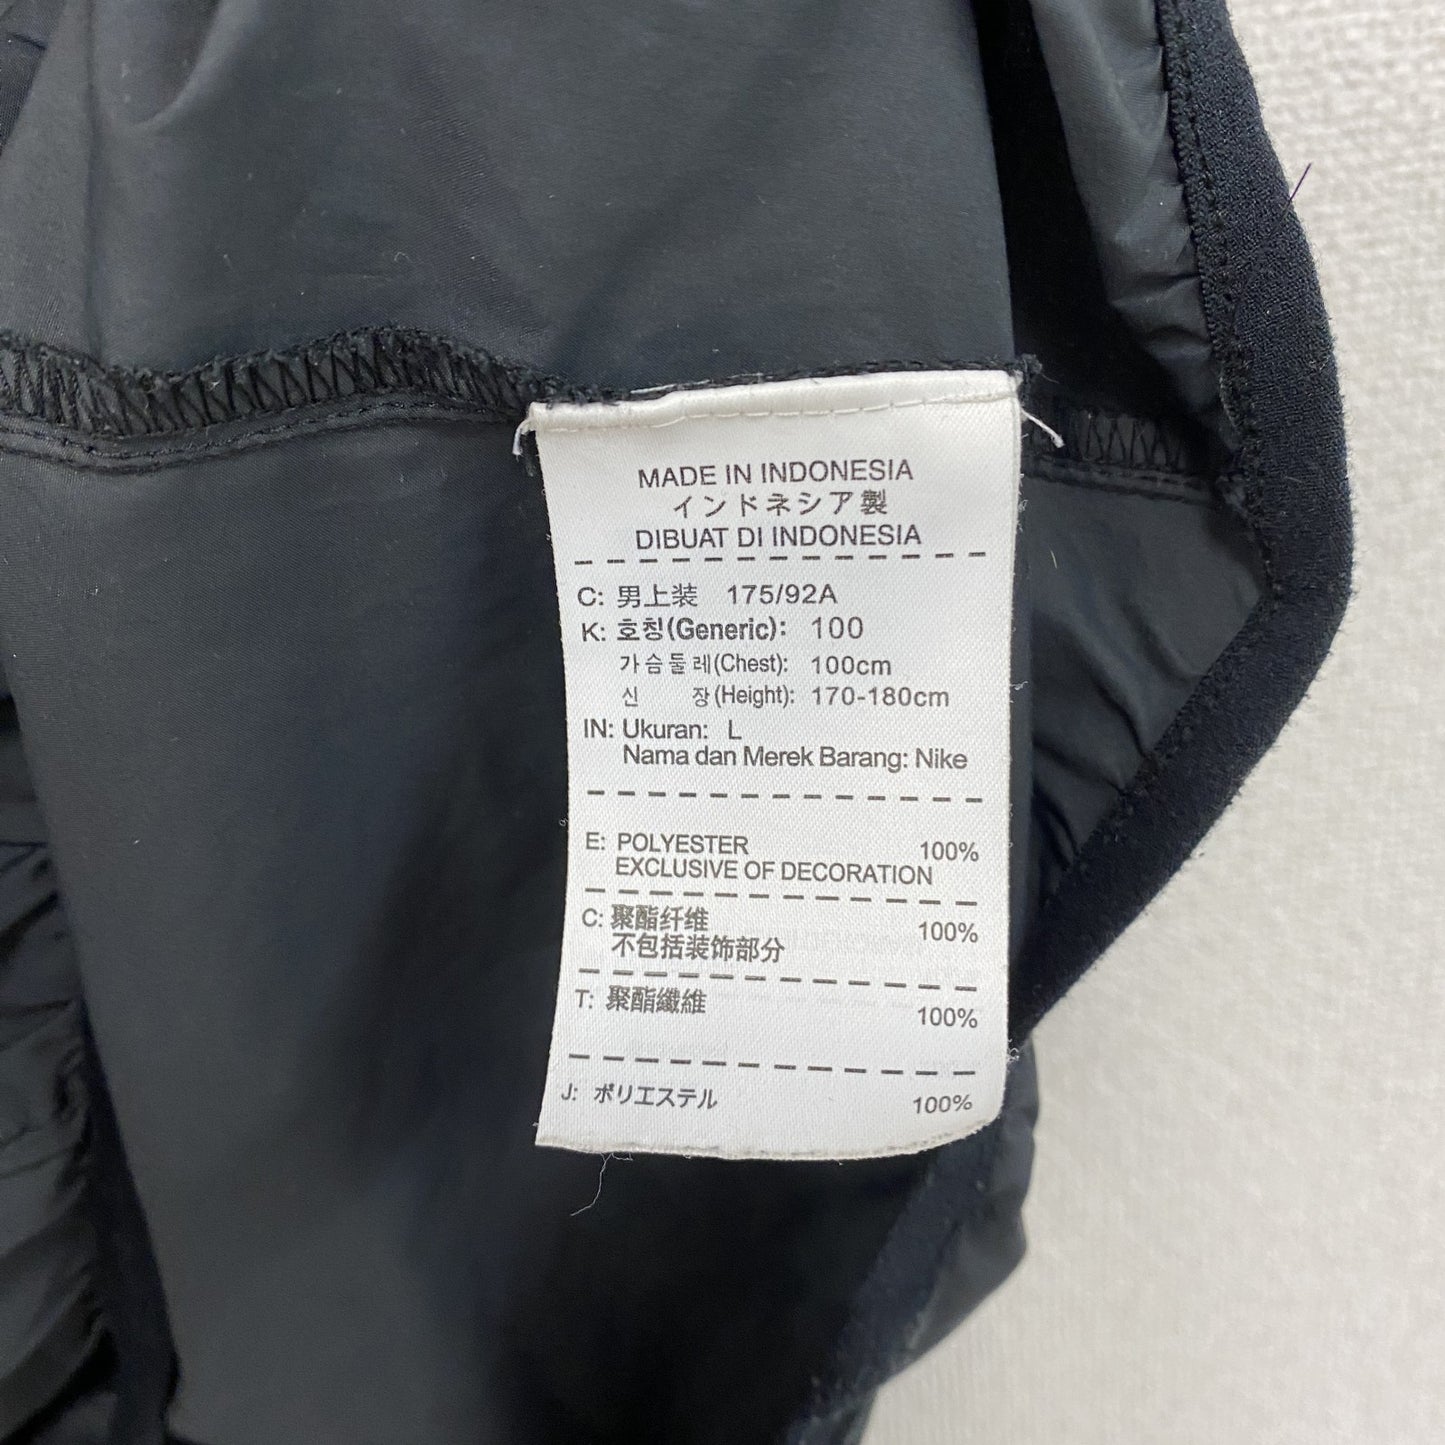 MADE IN INDONESIA
インドネシア製
DIBUAT DI INDONESIA
C: 男上装 175/92A
K: 호칭(Generic): 100
가슴둘레(Chest): 100cm
신 장(Height): 170-180cm
IN: Ukuran: L
Nama dan Merek Barang: Nike
E: POLYESTER 100%
EXCLUSIVE OF DECORATION
C: 聚酯纤维 100%
不包括装饰部分
T: 聚酯纖維 100%
J: ポリエステル 100%